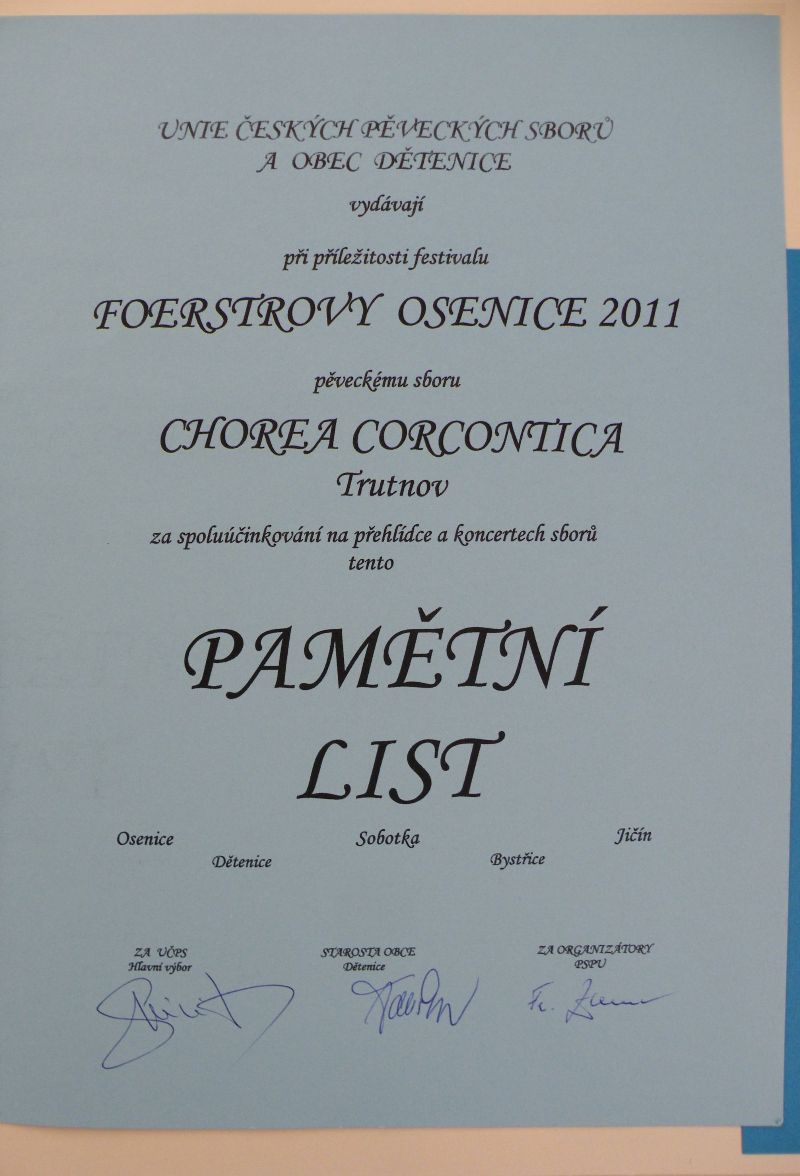 UNIE ČESKÝCH PĚVECKÝCH SBORŮ
A OBEC DĚTENICE
vydávají
při příležitosti festivalu
FOERSTROVY OSENICE 2011
pěveckému sboru
CHOREA CORCONTICA
Trutnov
za spoluúčinkování na přehlídce a koncertech sborů
tento
PAMĚTNÍ
LIST
Osenice Sobotka Jičín
Dětenice Bystřice
ZA UČPS STAROSTA OBCE ZA ORGANIZÁTORY
Hlavní výbor Dětenice PSPU